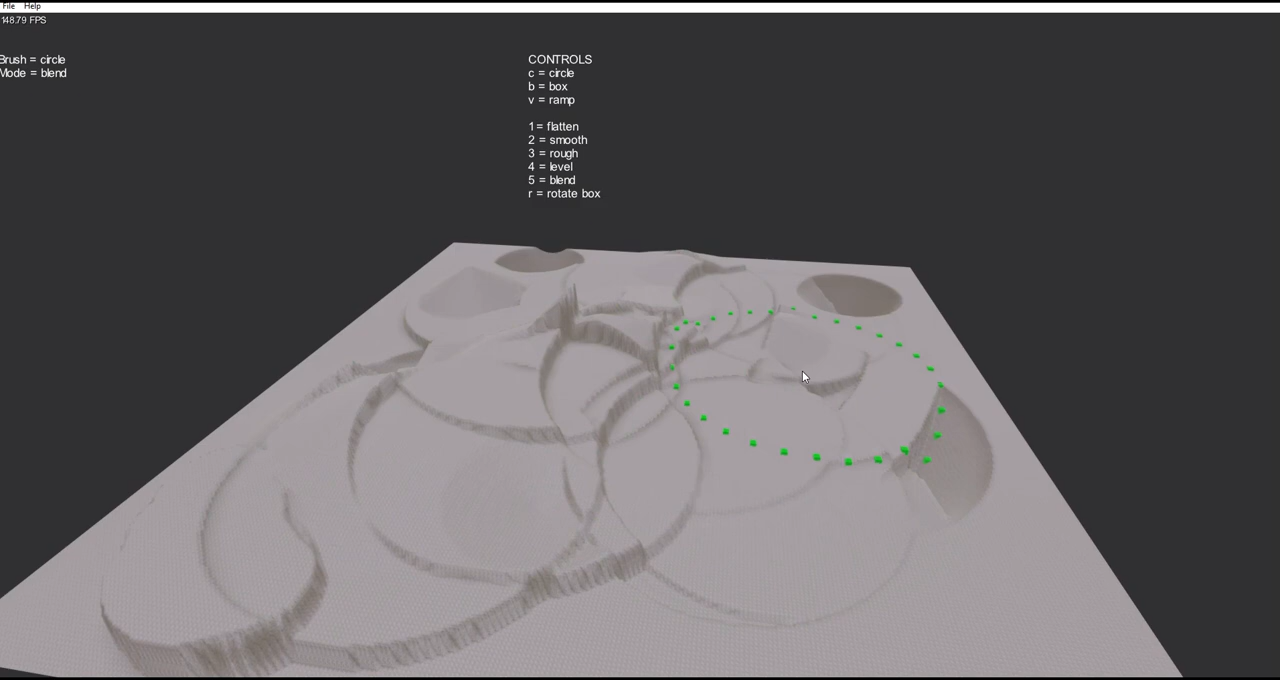 File Help
148.79 FPS
Brush = circle
Mode = blend
CONTROLS
c = circle
b = box
v = ramp
1 = flatten
2 = smooth
3 = rough
4 = level
5 = blend
r = rotate box